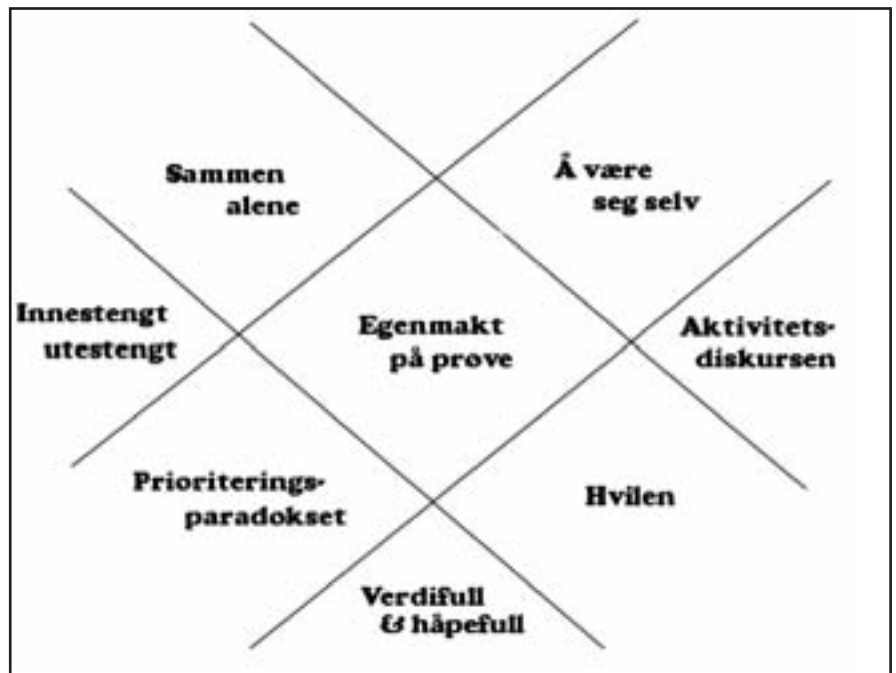 Sammen
alene
Å være
seg selv
Innestengt
utestengt
Egenmakt
på prøve
Aktivitets-
diskursen
Prioriterings-
paradokset
Hvilen
Verdifull
& håpefull